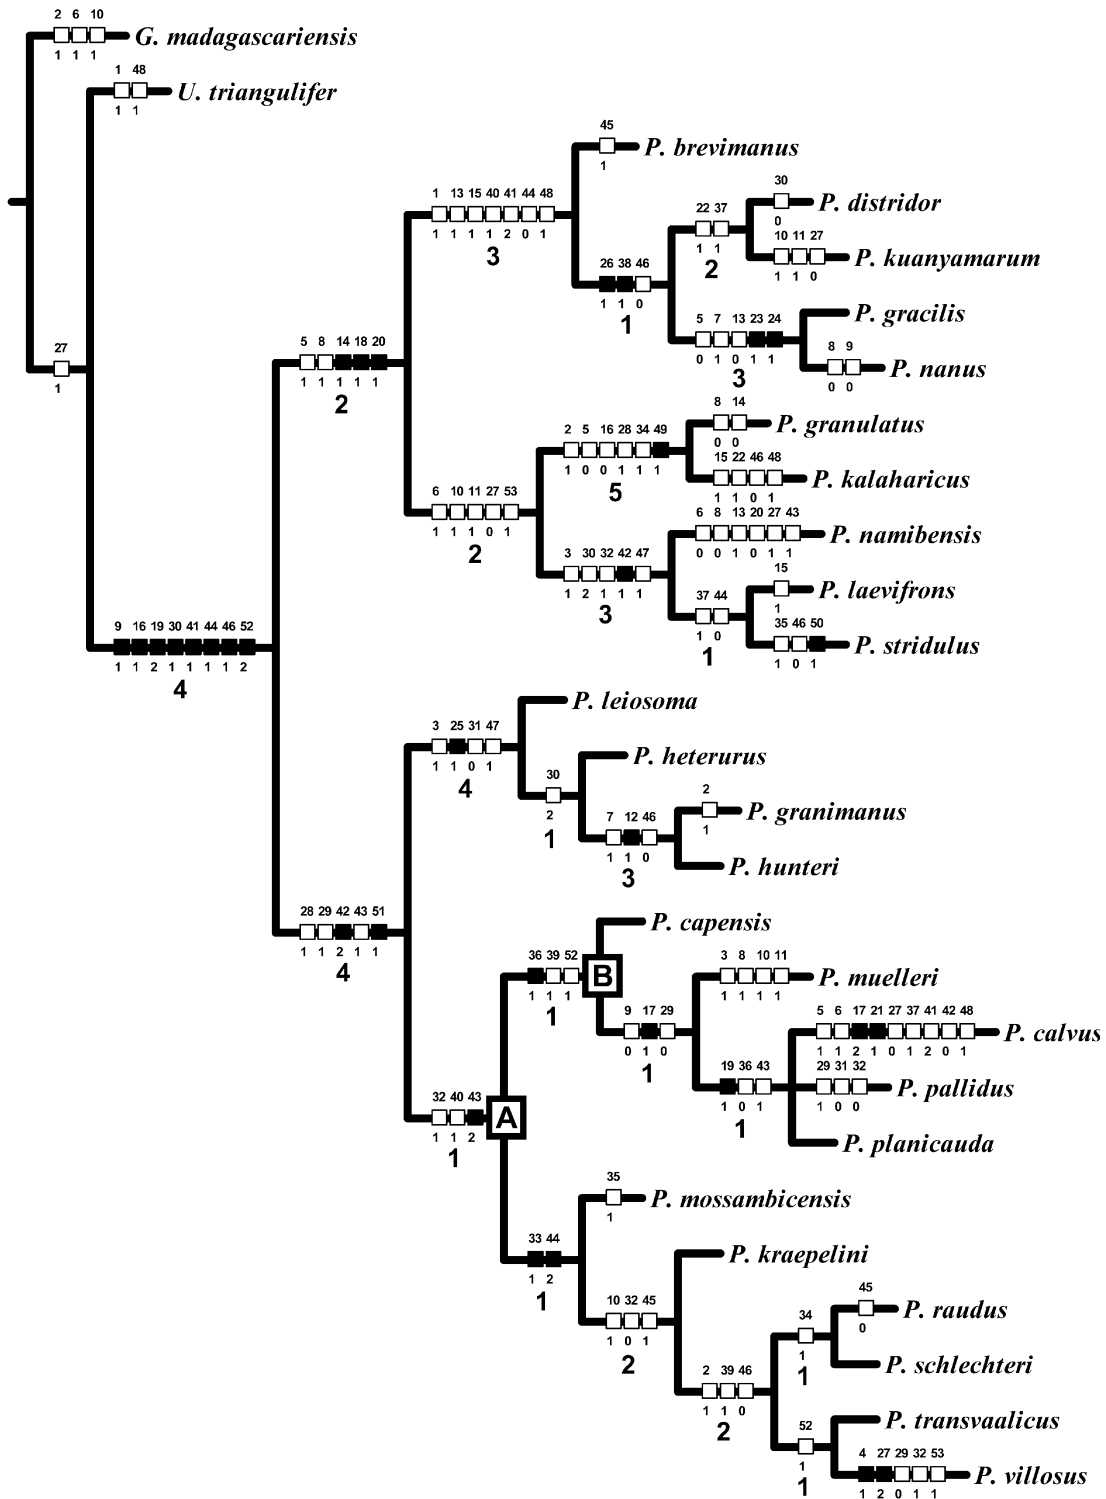 2 6 10
G. madagascariensis
1 1 1
1 48
U. triangulifer
1 1
45
P. brevimanus
1
30
P. distridor
0
1 13 15 40 41 44 48
1 1 1 1 2 0 1
3
22 37
1 1
2
10 11 27
P. kuanyamarum
1 1 0
26 38 46
1 1 0
1
P. gracilis
5 7 13 23 24
0 1 0 1 1
3
8 9
P. nanus
0 0
27
1
5 8 14 18 20
1 1 1 1 1
2
8 14
P. granulatus
0 0
2 5 16 28 34 49
1 0 0 1 1 1
5
15 22 46 48
P. kalaharicus
1 1 0 1
6 10 11 27 53
1 1 1 0 1
2
6 8 13 20 27 43
P. namibensis
0 0 1 0 1 1
3 30 32 42 47
1 2 1 1 1
3
15
P. laevifrons
1
37 44
1 0
1
35 46 50
P. stridulus
1 0 1
9 16 19 30 41 44 46 52
1 1 2 1 1 1 1 2
4
P. leiosoma
3 25 31 47
1 1 0 1
4
P. heterurus
30
2
1
2
P. granimanus
1
7 12 46
1 1 0
3
P. hunteri
28 29 42 43 51
1 1 2 1 1
4
P. capensis
36 39 52
B
1 1 1
1
3 8 10 11
P. muelleri
1 1 1 1
9 17 29
0 1 0
1
5 6 17 21 27 37 41 42 48
P. calvus
1 1 2 1 0 1 2 0 1
19 36 43
1 0 1
1
29 31 32
P. pallidus
1 0 0
P. planicauda
32 40 43
A
1 1 2
1
35
P. mossambicensis
1
33 44
1 2
1
P. kraepelini
10 32 45
1 0 1
2
45
P. raudus
0
34
1
1
P. schlechteri
2 39 46
1 1 0
2
P. transvaalicus
52
1
1
4 27 29 32 53
P. villosus
1 2 0 1 1